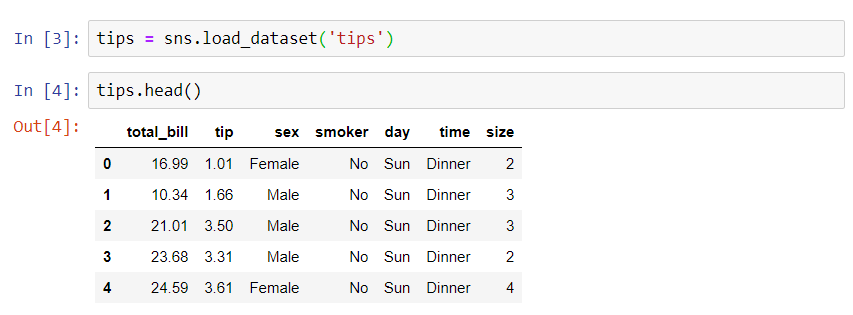 In [3]: tips = sns.load_dataset('tips')
In [4]: tips.head()
Out[4]:
total_bill tip sex smoker day time size
0 16.99 1.01 Female No Sun Dinner 2
1 10.34 1.66 Male No Sun Dinner 3
2 21.01 3.50 Male No Sun Dinner 3
3 23.68 3.31 Male No Sun Dinner 2
4 24.59 3.61 Female No Sun Dinner 4